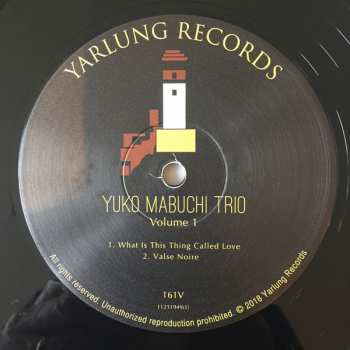 YARLUNG RECORDS
YUKO MABUCHI TRIO
Volume 1
1. What Is This Thing Called Love
2. Valse Noire
161V
All rights reserved. Unauthorized reproduction prohibited. © 2018 Yarlung Records